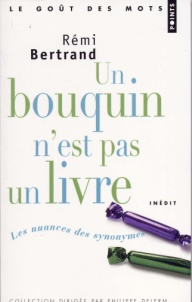 LE GOÛT DES MOTS
POINTS
Rémi
Bertrand
Un
bouquin
n'est pas
un livre
INÉDIT
Les nuances des synonymes
COLLECTION DIRIGÉE PAR PHILIPPE DELERM